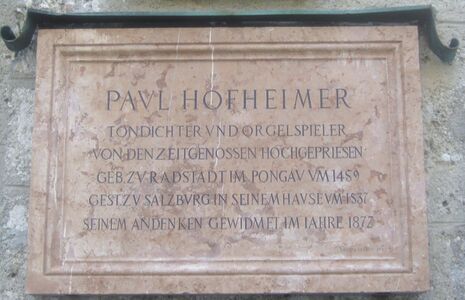 PAVL HOFHEIMER
TONDICHTER VND ORGELSPIELER
VON DEN ZEITGENOSSEN HOCHGEPRIESEN
GEB. ZV RADSTADT IM PONGAV VM 1459
GEST. ZV SALZBVRG IN SEINEM HAVSE VM 1537
SEINEM ANDENKEN GEWIDMET IM IAHRE 1872